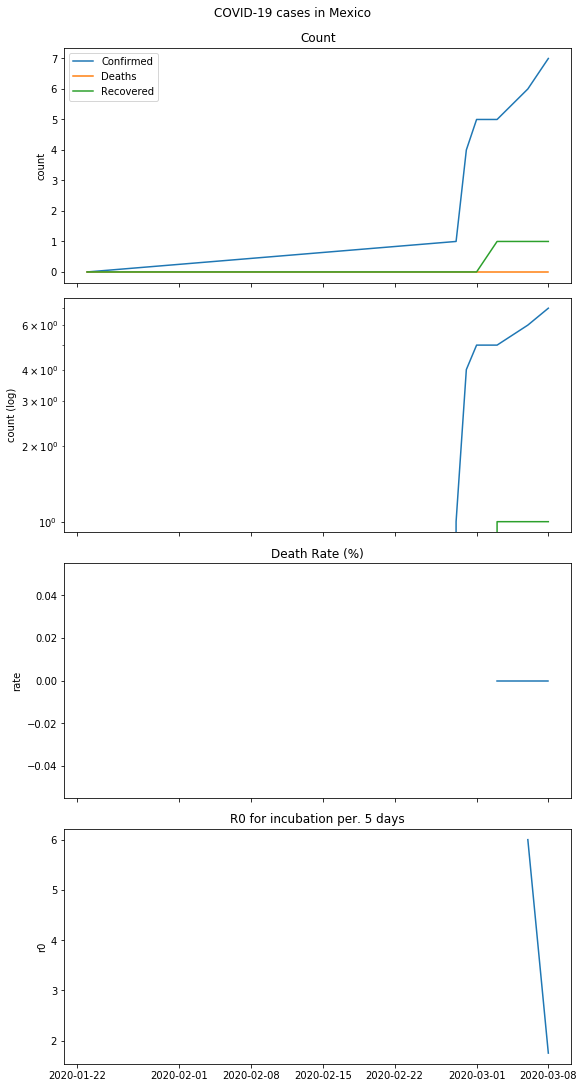 COVID-19 cases in Mexico
Count
7
6
5
4
3
2
1
0
count
Confirmed
Deaths
Recovered
6 × 10⁰
4 × 10⁰
3 × 10⁰
2 × 10⁰
10⁰
count (log)
Death Rate (%)
0.04
0.02
0.00
−0.02
−0.04
rate
R0 for incubation per. 5 days
6
5
4
3
2
r0
2020-01-22 2020-02-01 2020-02-08 2020-02-15 2020-02-22 2020-03-01 2020-03-08